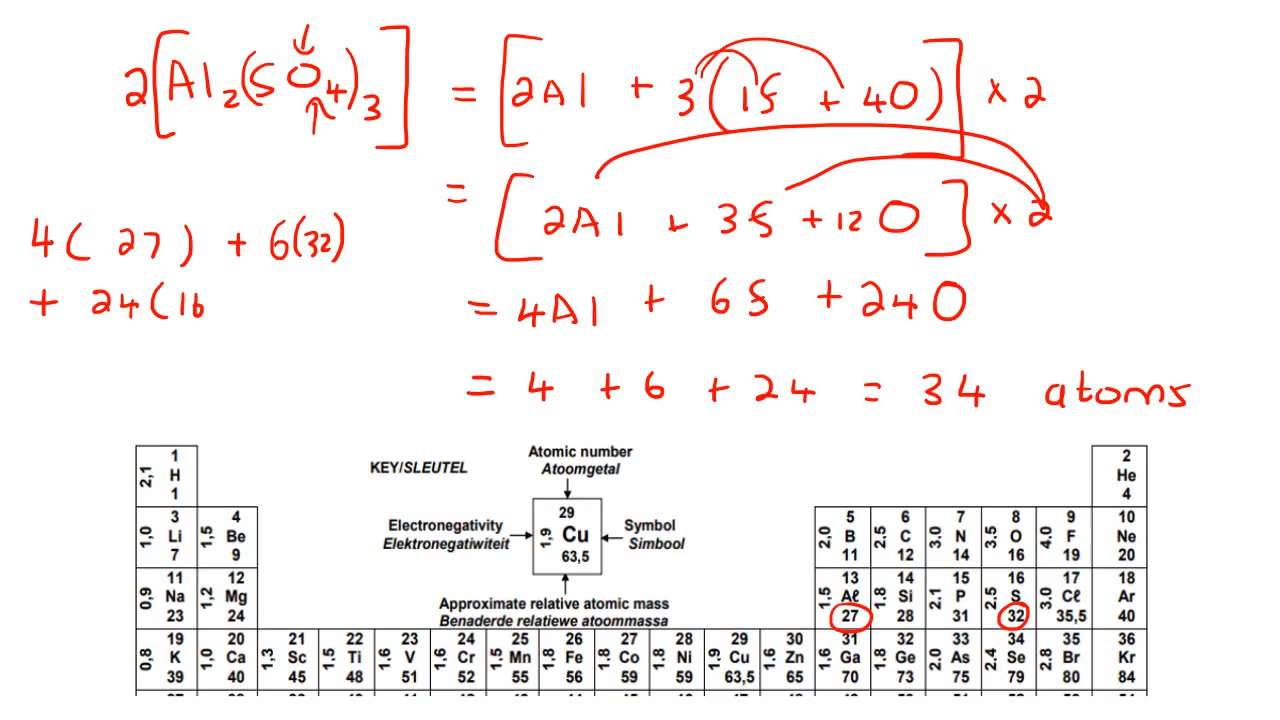 2[Al2(SO4)3] = [2Al + 3(1S + 4O)] × 2
= [2Al + 3S + 12O] × 2
4(27) + 6(32)
+ 24(16
= 4Al + 6S + 24O
= 4 + 6 + 24 = 34 atoms
KEY/SLEUTEL
Atomic number
Atoomgetal
Electronegativity
Elektronegatiwiteit
29
1,9 Cu
63,5
Symbol
Simbool
Approximate relative atomic mass
Benaderde relatiewe atoommassa
1 2
2,1 H He
1 4
3 4 5 6 7 8 9 10
1,0 Li 1,5 Be 2,0 B 2,5 C 3,0 N 3,5 O 4,0 F Ne
7 9 11 12 14 16 19 20
11 12 13 14 15 16 17 18
0,9 Na 1,2 Mg 1,5 Aℓ 1,8 Si 2,1 P 2,5 S 3,0 Cℓ Ar
23 24 27 28 31 32 35,5 40
19 20 21 22 23 24 25 26 27 28 29 30 31 32 33 34 35 36
0,8 K 1,0 Ca 1,3 Sc 1,5 Ti 1,6 V 1,6 Cr 1,5 Mn 1,8 Fe 1,8 Co 1,8 Ni 1,9 Cu 1,6 Zn 1,6 Ga 1,8 Ge 2,0 As 2,4 Se 2,8 Br Kr
39 40 45 48 51 52 55 56 59 59 63,5 65 70 73 75 79 80 84